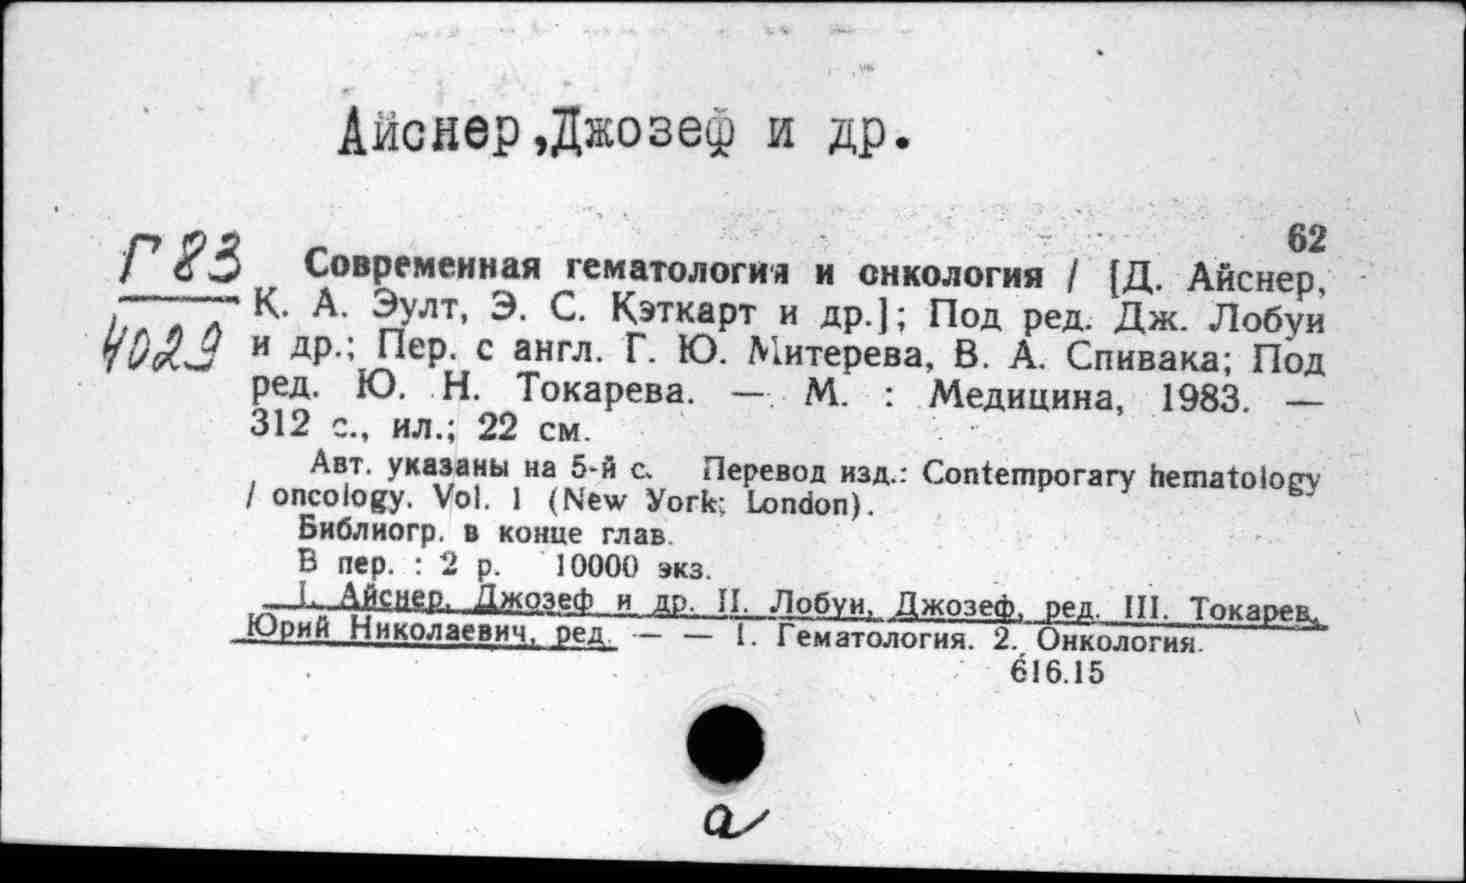 Айснер,Джозеф и др.
62
Г83
4029
Современная гематология и онкология / [Д. Айснер,
К. А. Эулт, Э. С. Кэткарт и др.]; Под ред. Дж. Лобуи
и др.; Пер. с англ. Г. Ю. Митерева, В. А. Спивака; Под
ред. Ю. Н. Токарева. — М. : Медицина, 1983. —
312 с., ил.; 22 см.
Авт. указаны на 5-й с. Перевод изд.: Contemporary hematology
/ oncology. Vol. 1 (New York; London).
Библиогр. в конце глав.
В пер. : 2 р. 10000 экз.
I. Айснер, Джозеф и др. II. Лобуи, Джозеф, ред. III. Токарев,
Юрий Николаевич, ред. — — 1. Гематология. 2. Онкология.
616.15